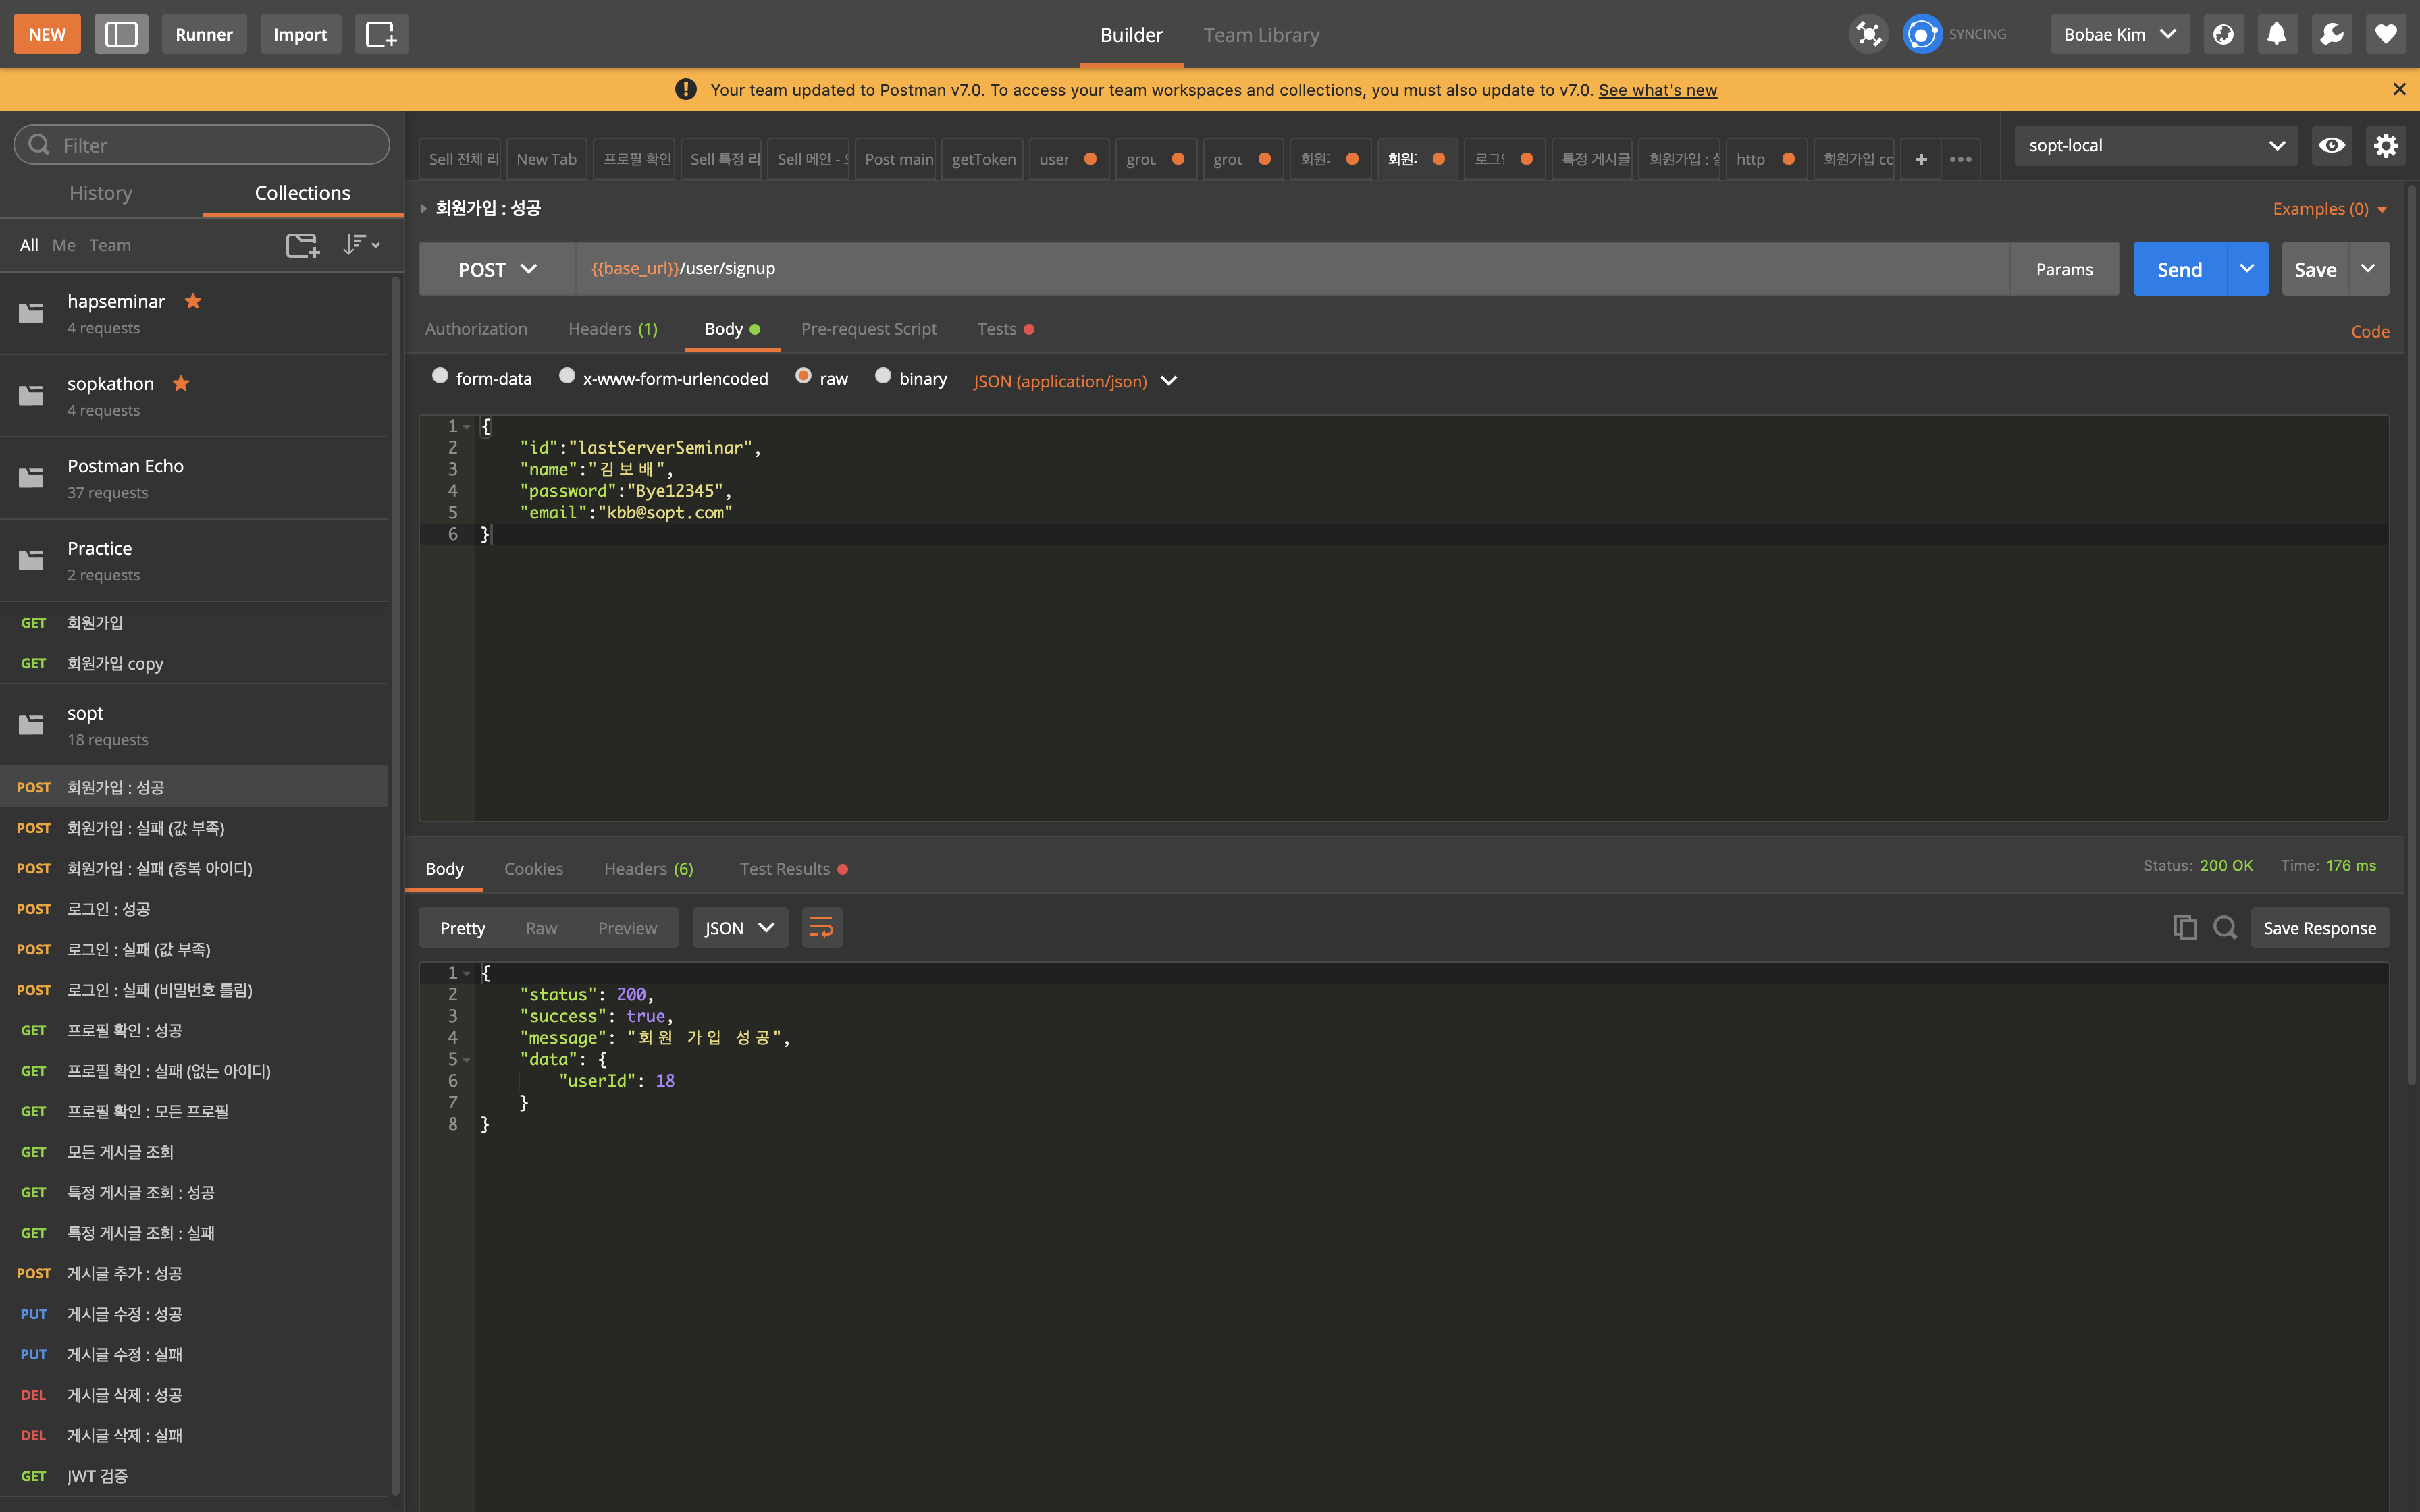 NEW Runner Import Builder Team Library SYNCING Bobae Kim
Your team updated to Postman v7.0. To access your team workspaces and collections, you must also update to v7.0. See what's new
Filter
Sell 전체 리 New Tab 프로필 확인 Sell 특정 리 Sell 메인 - Post main getToken user grou grou 회원 회원 로그 특정 게시글 회원가입 : http 회원가입 co + ••• sopt-local
History Collections
회원가입 : 성공 Examples (0)
All Me Team
POST {{base_url}}/user/signup Params Send Save
hapseminar
4 requests
sopkathon
4 requests
Postman Echo
37 requests
Practice
2 requests
GET 회원가입
GET 회원가입 copy
sopt
18 requests
POST 회원가입 : 성공
POST 회원가입 : 실패 (값 부족)
POST 회원가입 : 실패 (중복 아이디)
POST 로그인 : 성공
POST 로그인 : 실패 (값 부족)
POST 로그인 : 실패 (비밀번호 틀림)
GET 프로필 확인 : 성공
GET 프로필 확인 : 실패 (없는 아이디)
GET 프로필 확인 : 모든 프로필
GET 모든 게시글 조회
GET 특정 게시글 조회 : 성공
GET 특정 게시글 조회 : 실패
POST 게시글 추가 : 성공
PUT 게시글 수정 : 성공
PUT 게시글 수정 : 실패
DEL 게시글 삭제 : 성공
DEL 게시글 삭제 : 실패
GET JWT 검증
Authorization Headers (1) Body Pre-request Script Tests Code
form-data x-www-form-urlencoded raw binary JSON (application/json)
1 {
2 "id":"lastServerSeminar",
3 "name":"김보배",
4 "password":"Bye12345",
5 "email":"kbb@sopt.com"
6 }
Body Cookies Headers (6) Test Results Status: 200 OK Time: 176 ms
Pretty Raw Preview JSON Save Response
1 {
2 "status": 200,
3 "success": true,
4 "message": "회원 가입 성공",
5 "data": {
6 "userId": 18
7 }
8 }